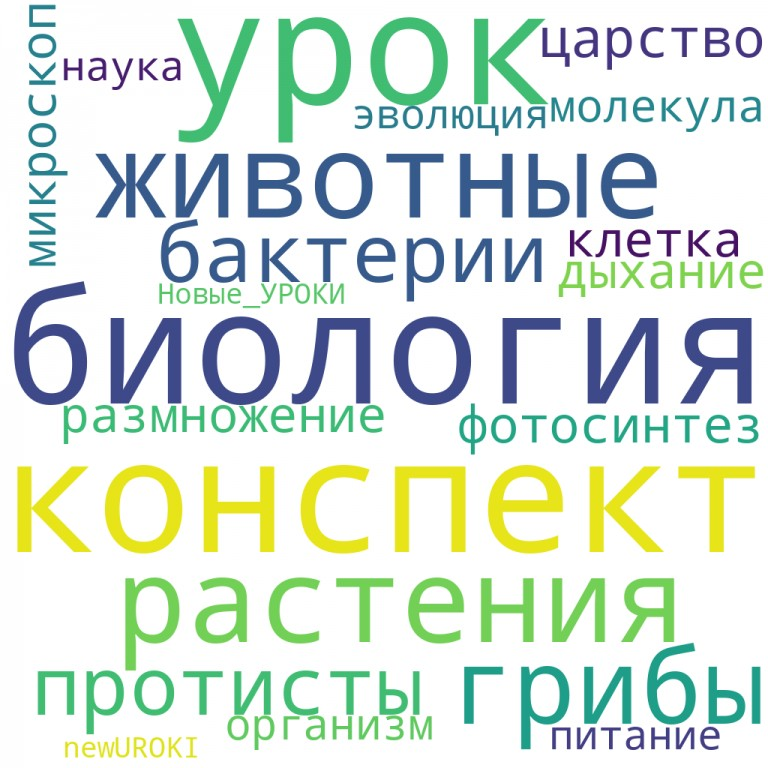 микроскоп
наука
урок
царство
эволюция
молекула
животные
бактерии
клетка
дыхание
Новые_УРОКИ
биология
размножение
фотосинтез
конспект
растения
протисты
грибы
организм
питание
newUROKI